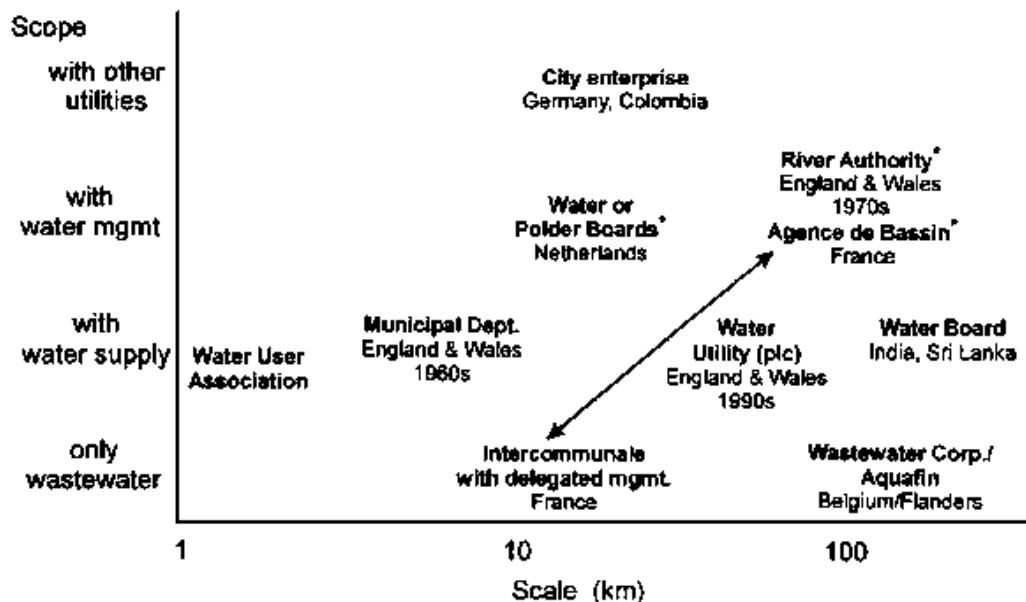 Scope
with other
utilities
City enterprise
Germany, Colombia
with
water mgmt
River Authority*
England & Wales
1970s
Water or
Polder Boards*
Netherlands
Agence de Bassin*
France
with
water supply
Water User
Association
Municipal Dept.
England & Wales
1960s
Water
Utility (plc)
England & Wales
1990s
Water Board
India, Sri Lanka
only
wastewater
Intercommunale
with delegated mgmt.
France
Wastewater Corp./
Aquafin
Belgium/Flanders
1
10
100
Scale (km)